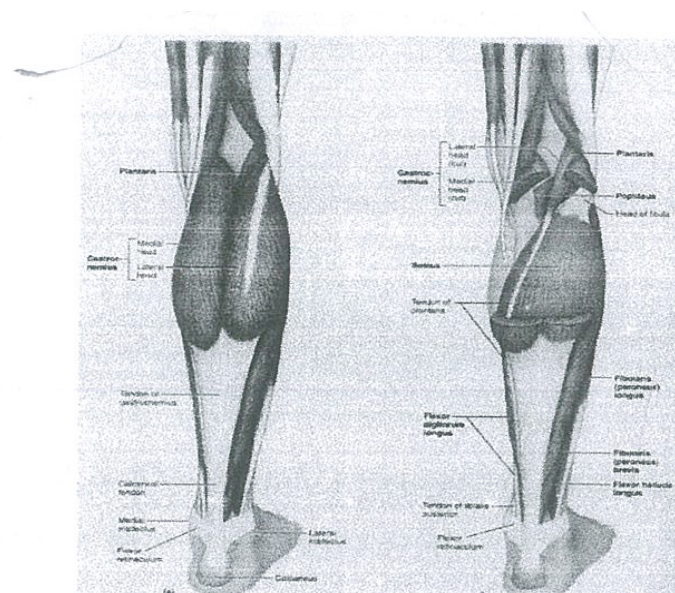 Plantaris
Gastroc-
nemius
Medial
head
Lateral
head
Tendon of
gastrocnemius
Calcaneal
tendon
Medial
malleolus
Flexor
retinaculum
Lateral
malleolus
Calcaneus
Gastroc-
nemius
Lateral
head
(cut)
Medial
head
(cut)
Plantaris
Popliteus
Head of fibula
Soleus
Tendon of
plantaris
Fibularis
(peroneus)
longus
Flexor
digitorum
longus
Fibularis
(peroneus)
brevis
Flexor hallucis
longus
Tendon of tibialis
posterior
Flexor
retinaculum